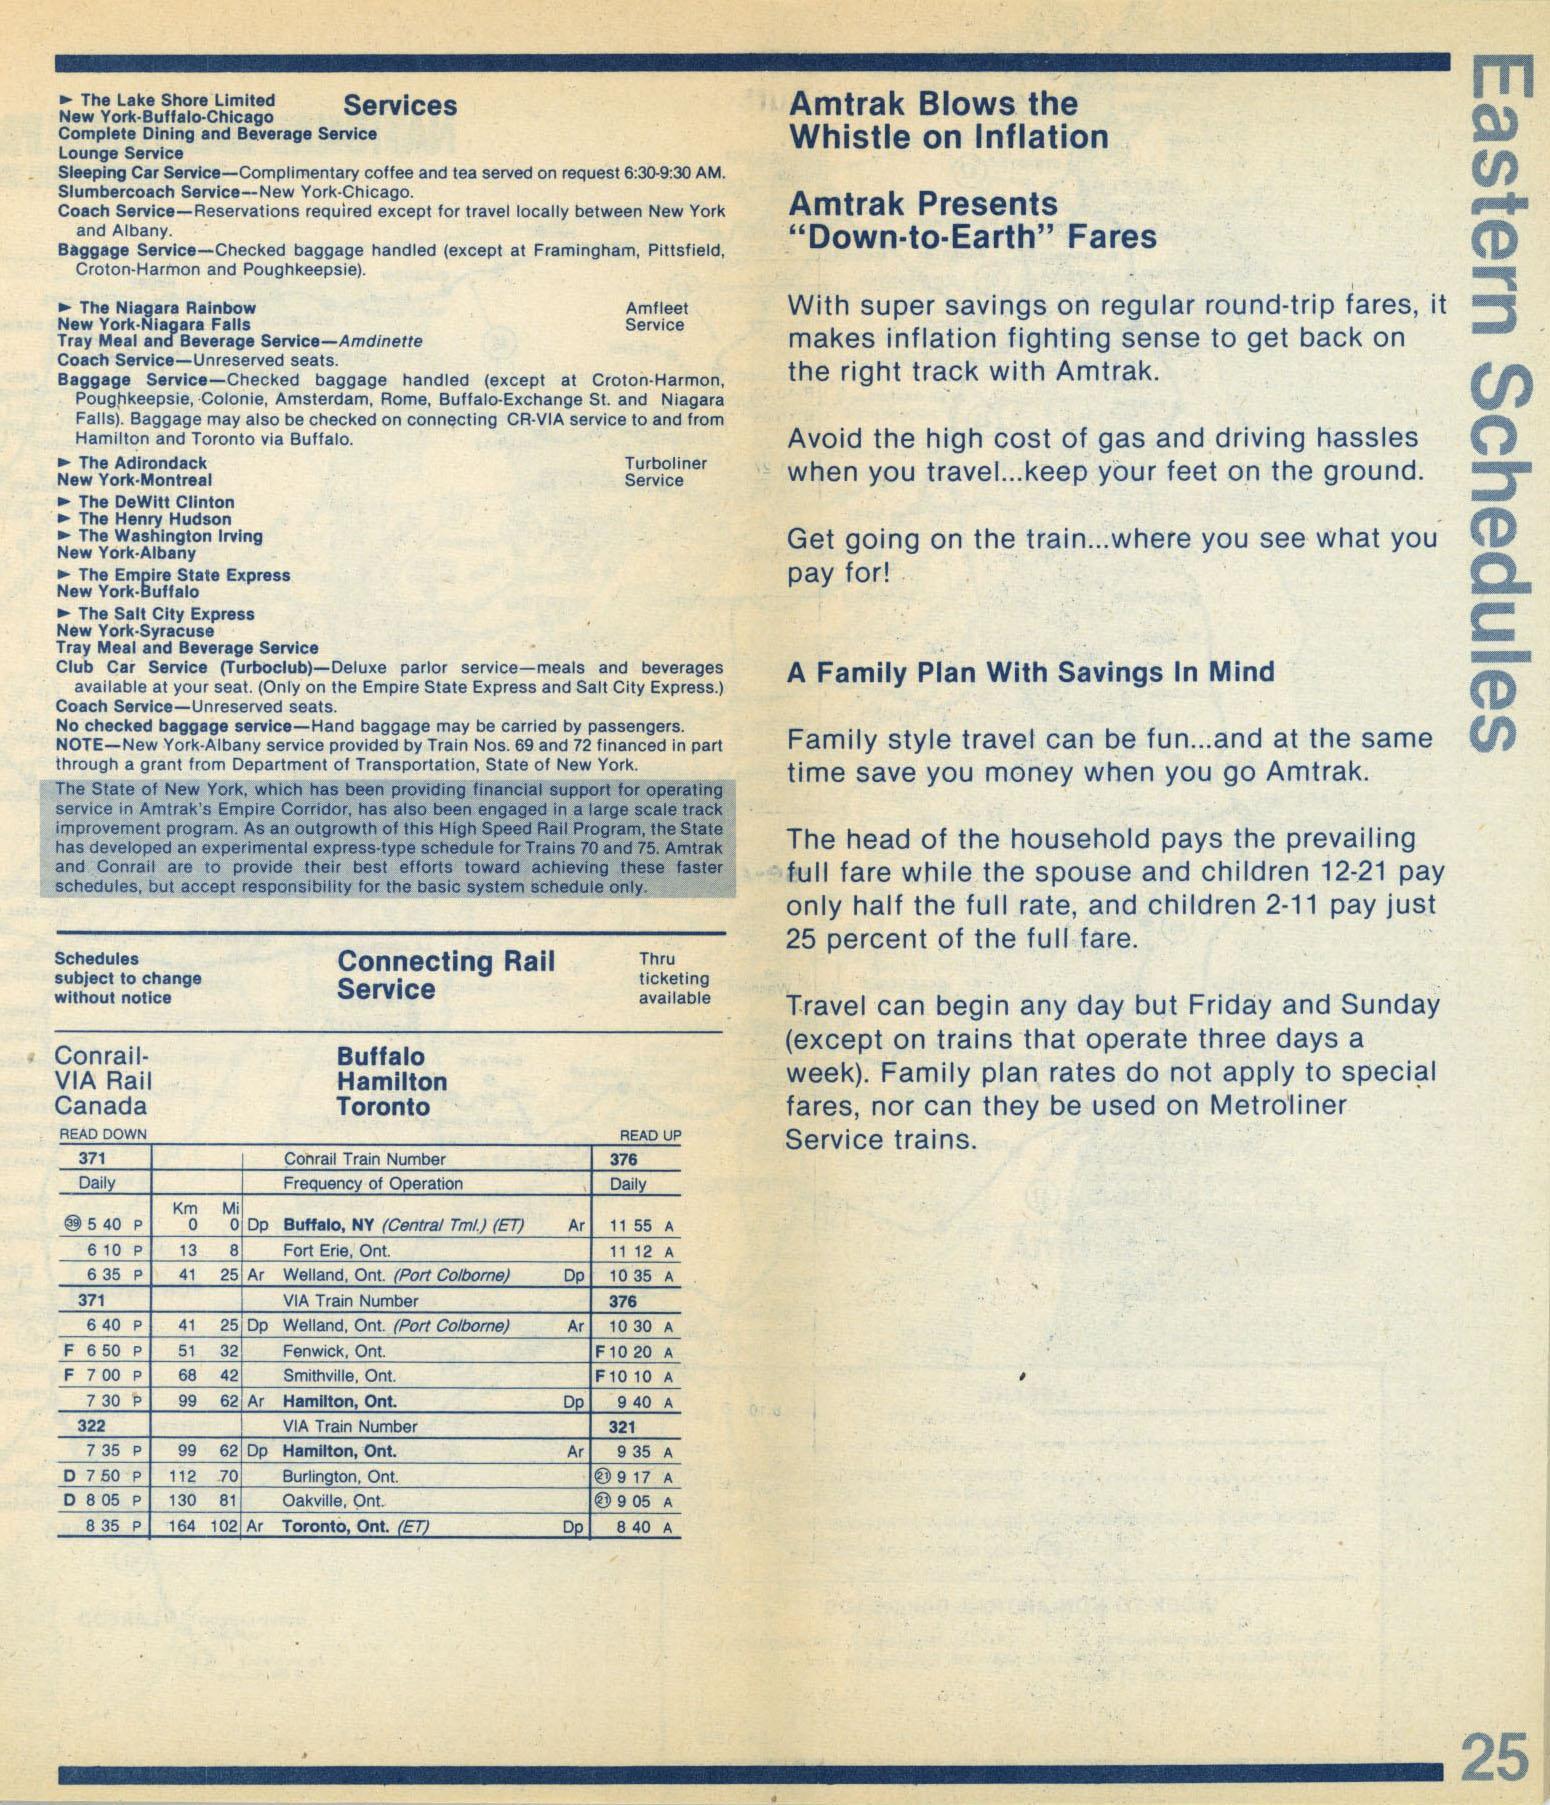 ► The Lake Shore Limited
Services
New York-Buffalo-Chicago
Complete Dining and Beverage Service
Lounge Service
Sleeping Car Service—Complimentary coffee and tea served on request 6:30-9:30 AM.
Slumbercoach Service--New York-Chicago.
Coach Service—Reservations required except for travel locally between New York
and Albany.
Baggage Service—Checked baggage handled (except at Framingham, Pittsfield,
Croton-Harmon and Poughkeepsie).
► The Niagara Rainbow
Amfleet
New York-Niagara Falls
Service
Tray Meal and Beverage Service—Amdinette
Coach Service—Unreserved seats.
Baggage Service—Checked baggage handled (except at Croton-Harmon,
Poughkeepsie, Colonie, Amsterdam, Rome, Buffalo-Exchange St. and Niagara
Falls). Baggage may also be checked on connecting CR-VIA service to and from
Hamilton and Toronto via Buffalo.
► The Adirondack
Turboliner
New York-Montreal
Service
► The DeWitt Clinton
► The Henry Hudson
► The Washington Irving
New York-Albany
► The Empire State Express
New York-Buffalo
► The Salt City Express
New York-Syracuse
Tray Meal and Beverage Service
Club Car Service (Turboclub)—Deluxe parlor service—meals and beverages
available at your seat. (Only on the Empire State Express and Salt City Express.)
Coach Service—Unreserved seats.
No checked baggage service—Hand baggage may be carried by passengers.
NOTE—New York-Albany service provided by Train Nos. 69 and 72 financed in part
through a grant from Department of Transportation, State of New York.
The State of New York, which has been providing financial support for operating
service in Amtrak's Empire Corridor, has also been engaged in a large scale track
improvement program. As an outgrowth of this High Speed Rail Program, the State
has developed an experimental express-type schedule for Trains 70 and 75. Amtrak
and Conrail are to provide their best efforts toward achieving these faster
schedules, but accept responsibility for the basic system schedule only.
Schedules
subject to change
without notice
Connecting Rail
Service
Thru
ticketing
available
Conrail-
VIA Rail
Canada
Buffalo
Hamilton
Toronto
READ DOWN READ UP
371 Conrail Train Number 376
Daily Frequency of Operation Daily
Km Mi
㊴ 5 40 P 0 0 Dp Buffalo, NY (Central Tml.) (ET) Ar 11 55 A
6 10 P 13 8 Fort Erie, Ont. 11 12 A
6 35 P 41 25 Ar Welland, Ont. (Port Colborne) Dp 10 35 A
371 VIA Train Number 376
6 40 P 41 25 Dp Welland, Ont. (Port Colborne) Ar 10 30 A
F 6 50 P 51 32 Fenwick, Ont. F 10 20 A
F 7 00 P 68 42 Smithville, Ont. F 10 10 A
7 30 P 99 62 Ar Hamilton, Ont. Dp 9 40 A
322 VIA Train Number 321
7 35 P 99 62 Dp Hamilton, Ont. Ar 9 35 A
D 7 50 P 112 70 Burlington, Ont. ㉑ 9 17 A
D 8 05 P 130 81 Oakville, Ont. ㉑ 9 05 A
8 35 P 164 102 Ar Toronto, Ont. (ET) Dp 8 40 A
Amtrak Blows the
Whistle on Inflation
Amtrak Presents
“Down-to-Earth” Fares
With super savings on regular round-trip fares, it
makes inflation fighting sense to get back on
the right track with Amtrak.
Avoid the high cost of gas and driving hassles
when you travel...keep your feet on the ground.
Get going on the train...where you see what you
pay for!
A Family Plan With Savings In Mind
Family style travel can be fun...and at the same
time save you money when you go Amtrak.
The head of the household pays the prevailing
full fare while the spouse and children 12-21 pay
only half the full rate, and children 2-11 pay just
25 percent of the full fare.
Travel can begin any day but Friday and Sunday
(except on trains that operate three days a
week). Family plan rates do not apply to special
fares, nor can they be used on Metroliner
Service trains.
Eastern Schedules
25